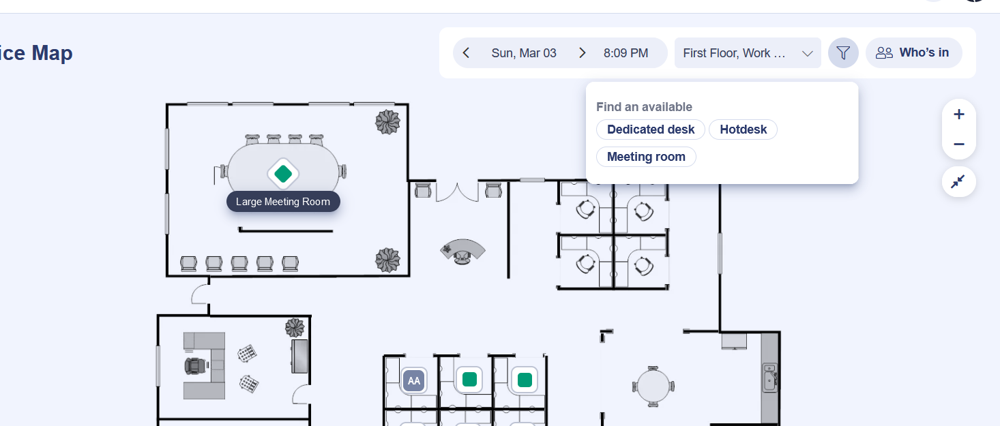 ice Map
Sun, Mar 03 8:09 PM First Floor, Work ... Who's in
Find an available
Dedicated desk Hotdesk
Meeting room
+
−
Large Meeting Room
AA